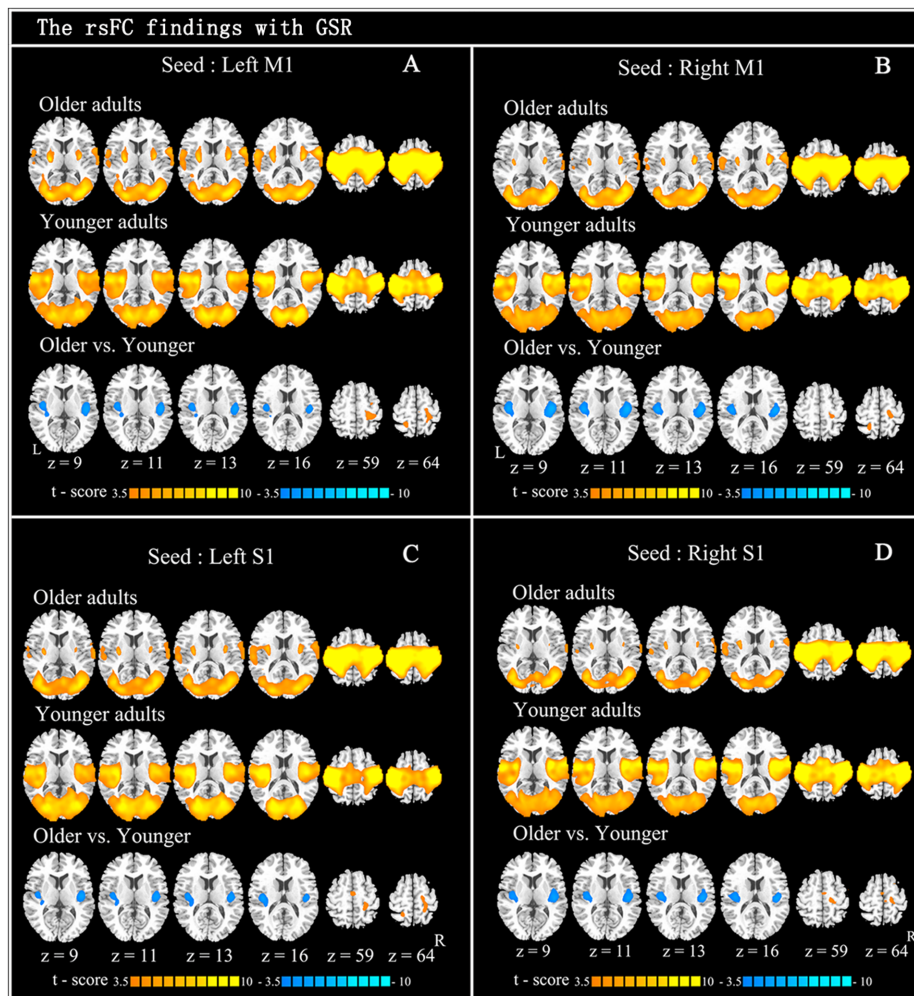 The rsFC findings with GSR
Seed : Left M1 A
Older adults
Younger adults
Older vs. Younger
L
z = 9 z = 11 z = 13 z = 16 z = 59 z = 64
t - score 3.5 10 - 3.5 - 10
Seed : Right M1 B
Older adults
Younger adults
Older vs. Younger
z = 9 z = 11 z = 13 z = 16 z = 59 z = 64
t - score 3.5 10 - 3.5 - 10
Seed : Left S1 C
Older adults
Younger adults
Older vs. Younger
R
z = 9 z = 11 z = 13 z = 16 z = 59 z = 64
t - score 3.5 10 - 3.5 - 10
Seed : Right S1 D
Older adults
Younger adults
Older vs. Younger
R
z = 9 z = 11 z = 13 z = 16 z = 59 z = 64
t - score 3.5 10 - 3.5 - 10